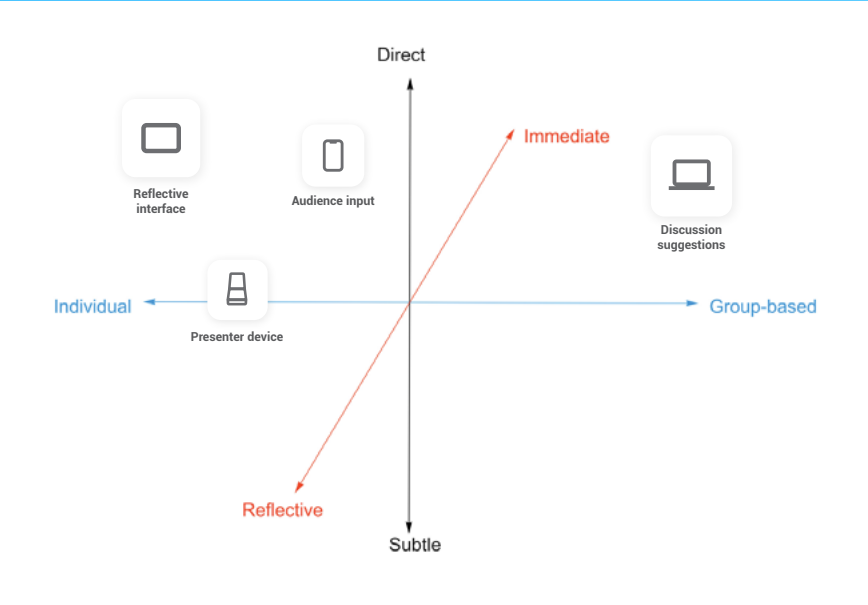 Direct
Immediate
Reflective
interface
Audience input
Discussion
suggestions
Individual
Group-based
Presenter device
Reflective
Subtle